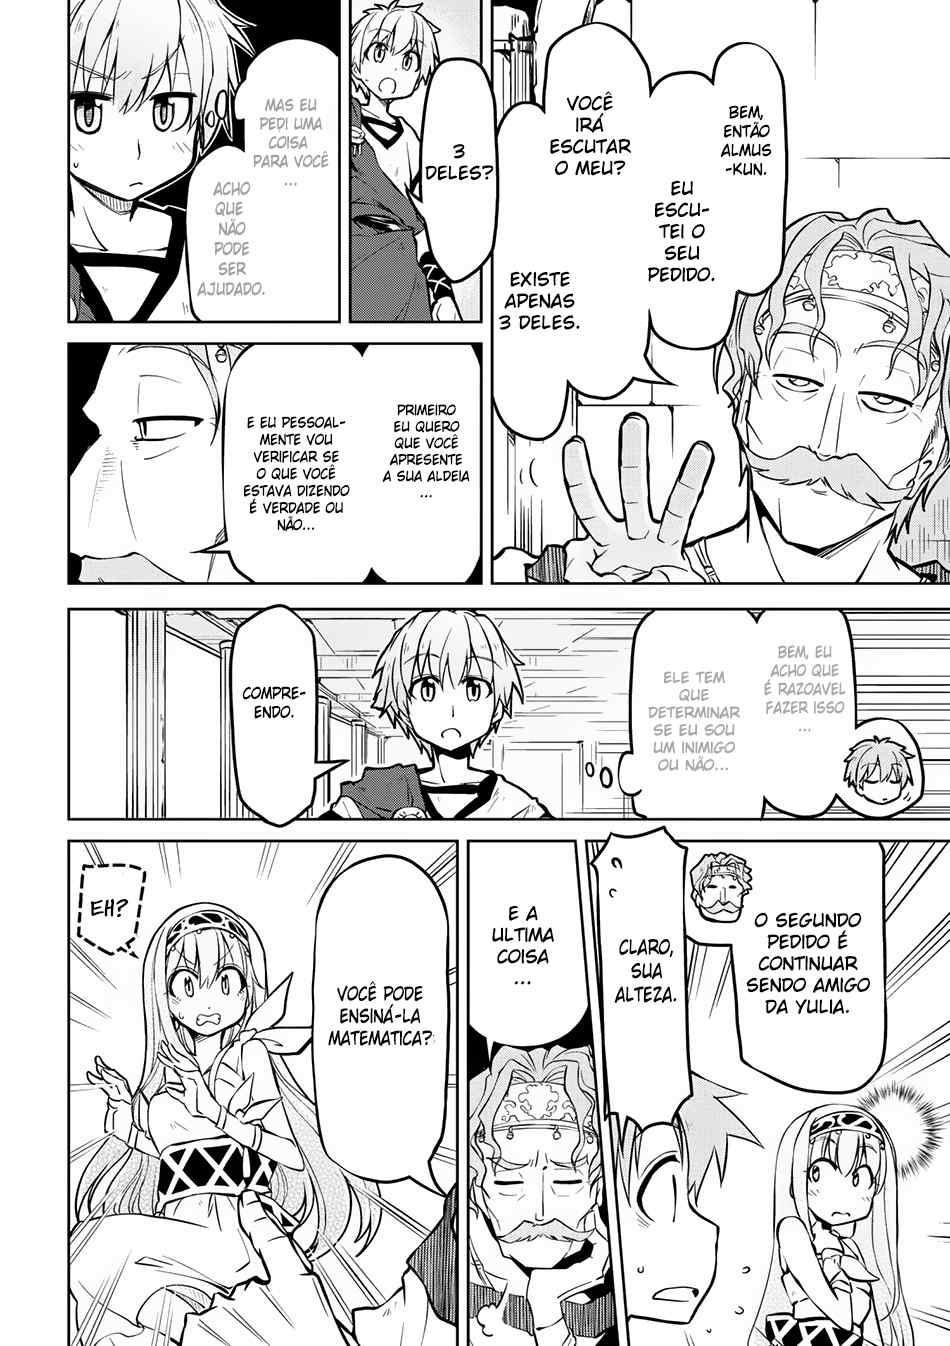 BEM,
ENTÃO
ALMUS
-KUN.
EU
ESCU-
TEI O
SEU
PEDIDO.
VOCÊ
IRÁ
ESCUTAR
O MEU?
EXISTE
APENAS
3 DELES.
3
DELES?
MAS EU
PEDI UMA
COISA
PARA VOCÊ
...
ACHO
QUE
NÃO
PODE
SER
AJUDADO.
PRIMEIRO
EU QUERO
QUE VOCÊ
APRESENTE
A SUA ALDEIA
...
E EU PESSOAL-
MENTE VOU
VERIFICAR SE
O QUE VOCÊ
ESTAVA DIZENDO
É VERDADE OU
NÃO...
BEM, EU
ACHO QUE
É RAZOAVEL
FAZER ISSO
...
ELE TEM
QUE
DETERMINAR
SE EU SOU
UM INIMIGO
OU NÃO...
COMPRE-
ENDO.
O SEGUNDO
PEDIDO É
CONTINUAR
SENDO AMIGO
DA YULIA.
CLARO,
SUA
ALTEZA.
E A
ULTIMA
COISA
...
VOCÊ PODE
ENSINÁ-LA
MATEMATICA?
EH?